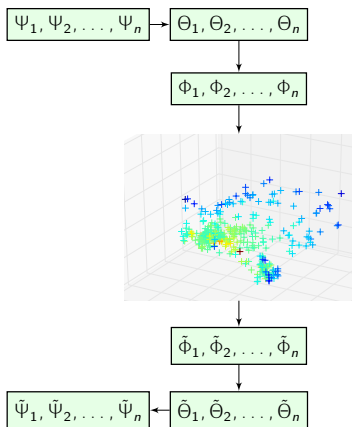 Ψ₁, Ψ₂, . . . , Ψₙ
Θ₁, Θ₂, . . . , Θₙ
Φ₁, Φ₂, . . . , Φₙ
Φ̃₁, Φ̃₂, . . . , Φ̃ₙ
Ψ̃₁, Ψ̃₂, . . . , Ψ̃ₙ
Θ̃₁, Θ̃₂, . . . , Θ̃ₙ